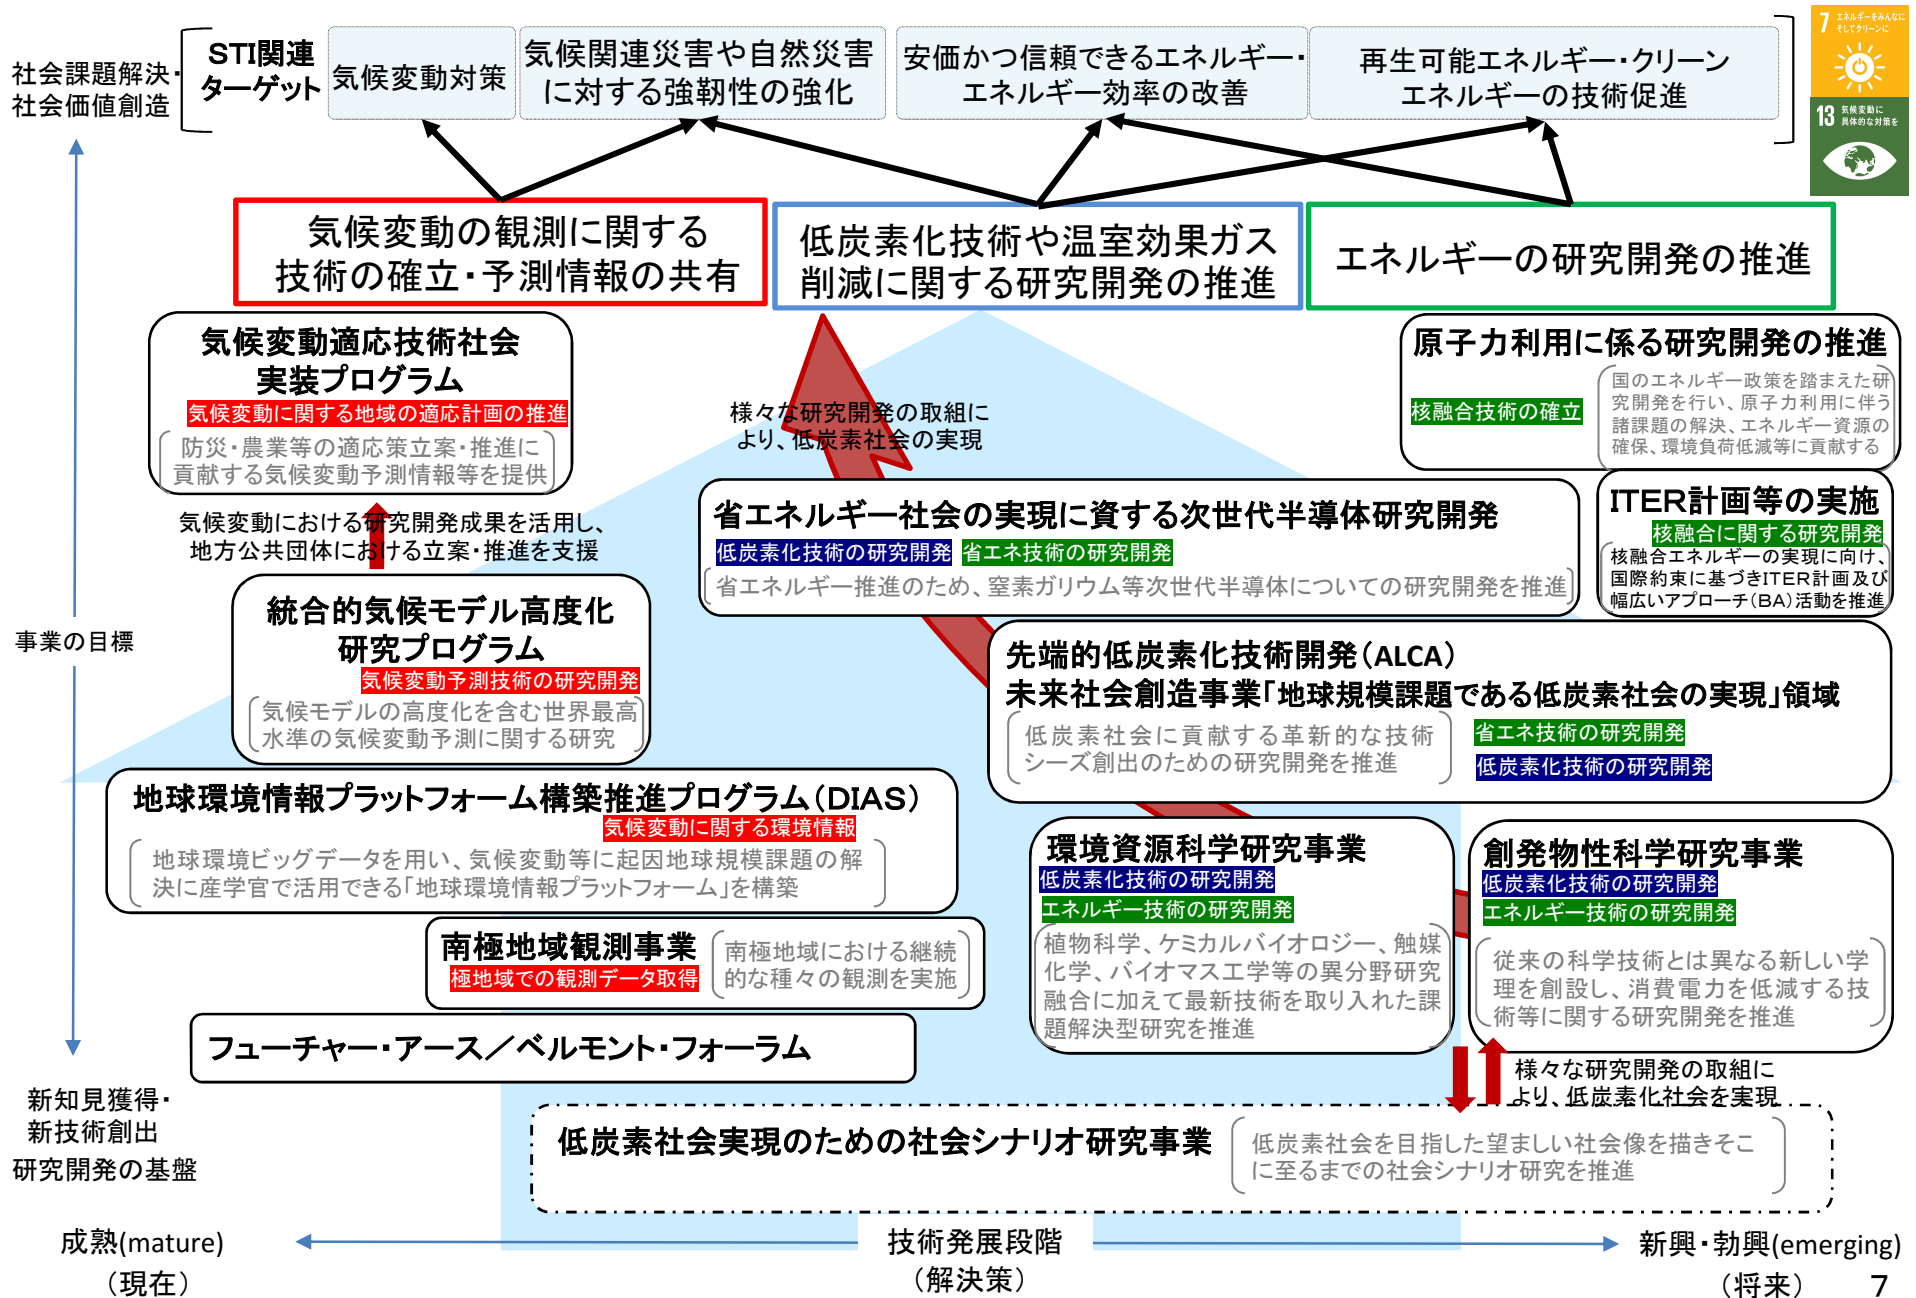 社会課題解決・
社会価値創造
STI関連
ターゲット
気候変動対策
気候関連災害や自然災害
に対する強靭性の強化
安価かつ信頼できるエネルギー・
エネルギー効率の改善
再生可能エネルギー・クリーン
エネルギーの技術促進
7 エネルギーをみんなに
そしてクリーンに
13 気候変動に
具体的な対策を
気候変動の観測に関する
技術の確立・予測情報の共有
低炭素化技術や温室効果ガス
削減に関する研究開発の推進
エネルギーの研究開発の推進
気候変動適応技術社会
実装プログラム
気候変動に関する地域の適応計画の推進
防災・農業等の適応策立案・推進に
貢献する気候変動予測情報等を提供
様々な研究開発の取組に
より、低炭素社会の実現
原子力利用に係る研究開発の推進
核融合技術の確立
国のエネルギー政策を踏まえた研
究開発を行い、原子力利用に伴う
諸課題の解決、エネルギー資源の
確保、環境負荷低減等に貢献する
気候変動における研究開発成果を活用し、
地方公共団体における立案・推進を支援
省エネルギー社会の実現に資する次世代半導体研究開発
低炭素化技術の研究開発 省エネ技術の研究開発
省エネルギー推進のため、窒素ガリウム等次世代半導体についての研究開発を推進
ITER計画等の実施
核融合に関する研究開発
核融合エネルギーの実現に向け、
国際約束に基づきITER計画及び
幅広いアプローチ(BA)活動を推進
事業の目標
統合的気候モデル高度化
研究プログラム
気候変動予測技術の研究開発
気候モデルの高度化を含む世界最高
水準の気候変動予測に関する研究
先端的低炭素化技術開発(ALCA)
未来社会創造事業「地球規模課題である低炭素社会の実現」領域
低炭素社会に貢献する革新的な技術
シーズ創出のための研究開発を推進
省エネ技術の研究開発
低炭素化技術の研究開発
地球環境情報プラットフォーム構築推進プログラム(DIAS)
気候変動に関する環境情報
地球環境ビッグデータを用い、気候変動等に起因地球規模課題の解
決に産学官で活用できる「地球環境情報プラットフォーム」を構築
環境資源科学研究事業
低炭素化技術の研究開発
エネルギー技術の研究開発
植物科学、ケミカルバイオロジー、触媒
化学、バイオマス工学等の異分野研究
融合に加えて最新技術を取り入れた課
題解決型研究を推進
創発物性科学研究事業
低炭素化技術の研究開発
エネルギー技術の研究開発
従来の科学技術とは異なる新しい学
理を創設し、消費電力を低減する技
術等に関する研究開発を推進
南極地域観測事業
極地域での観測データ取得
南極地域における継続
的な種々の観測を実施
フューチャー・アース／ベルモント・フォーラム
様々な研究開発の取組に
より、低炭素化社会を実現
新知見獲得・
新技術創出
研究開発の基盤
低炭素社会実現のための社会シナリオ研究事業
低炭素社会を目指した望ましい社会像を描きそこ
に至るまでの社会シナリオ研究を推進
成熟(mature)
（現在）
技術発展段階
（解決策）
新興・勃興(emerging)
（将来）
7